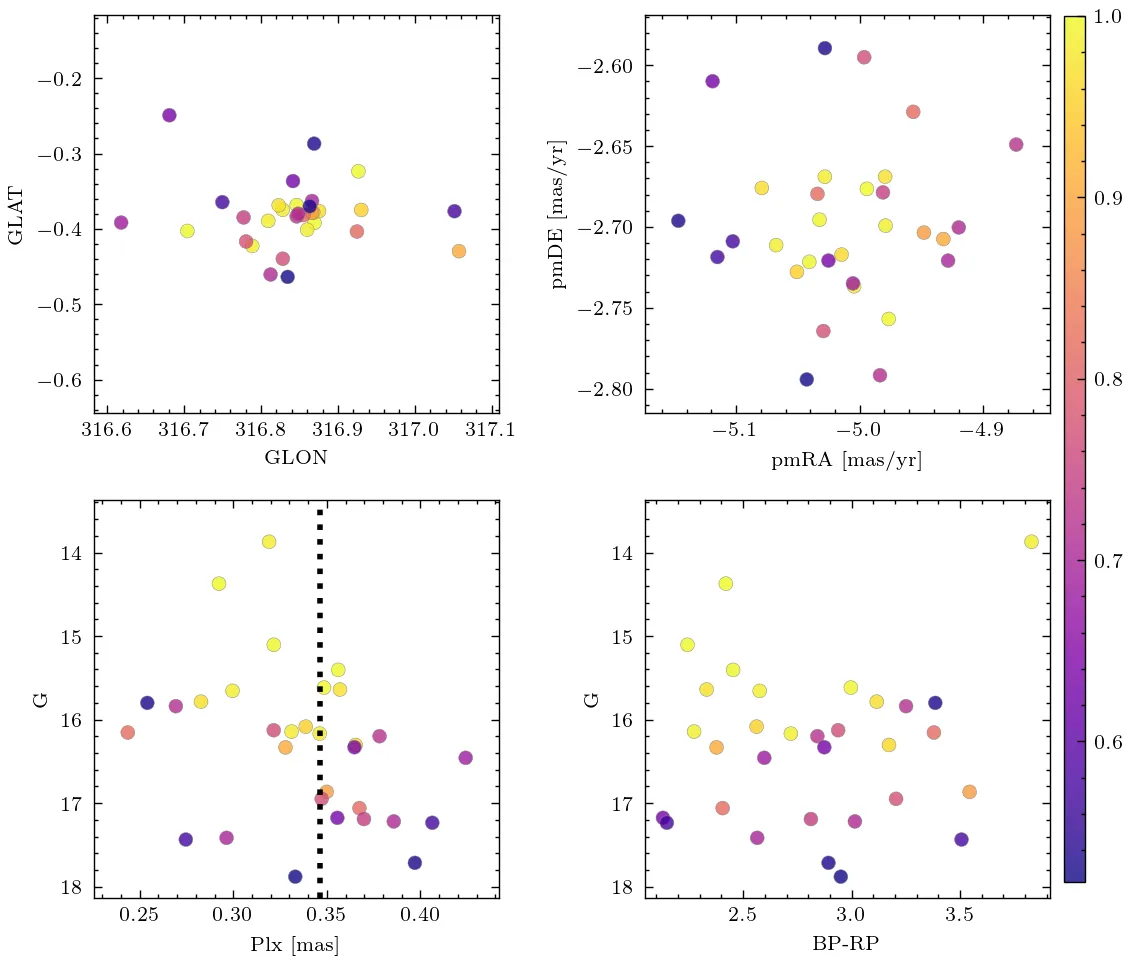 −0.2
−0.3
−0.4
−0.5
−0.6
GLAT
316.6 316.7 316.8 316.9 317.0 317.1
GLON
−2.60
−2.65
−2.70
−2.75
−2.80
pmDE [mas/yr]
−5.1 −5.0 −4.9
pmRA [mas/yr]
1.0
0.9
0.8
0.7
0.6
14
15
16
17
18
G
0.25 0.30 0.35 0.40
Plx [mas]
14
15
16
17
18
G
2.5 3.0 3.5
BP-RP